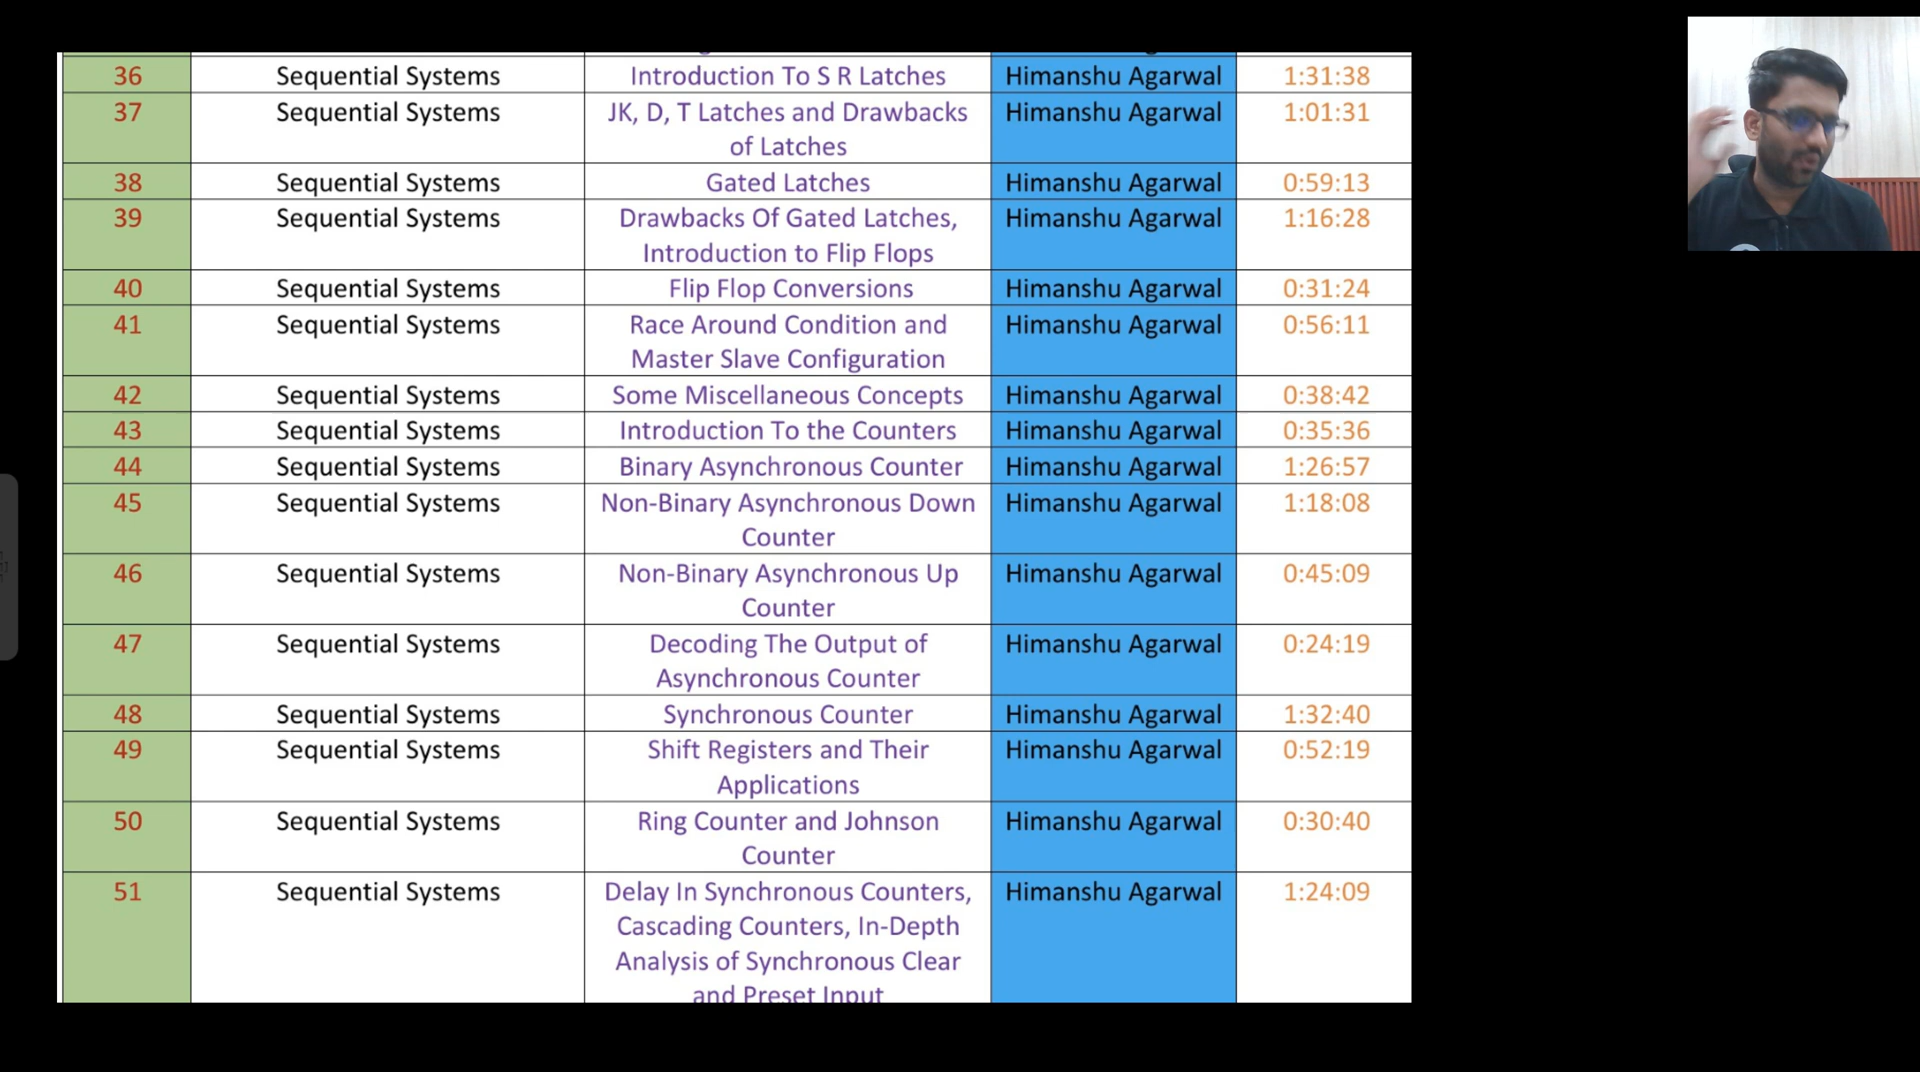 36 Sequential Systems Introduction To S R Latches Himanshu Agarwal 1:31:38
37 Sequential Systems JK, D, T Latches and Drawbacks Himanshu Agarwal 1:01:31
of Latches
38 Sequential Systems Gated Latches Himanshu Agarwal 0:59:13
39 Sequential Systems Drawbacks Of Gated Latches, Himanshu Agarwal 1:16:28
Introduction to Flip Flops
40 Sequential Systems Flip Flop Conversions Himanshu Agarwal 0:31:24
41 Sequential Systems Race Around Condition and Himanshu Agarwal 0:56:11
Master Slave Configuration
42 Sequential Systems Some Miscellaneous Concepts Himanshu Agarwal 0:38:42
43 Sequential Systems Introduction To the Counters Himanshu Agarwal 0:35:36
44 Sequential Systems Binary Asynchronous Counter Himanshu Agarwal 1:26:57
45 Sequential Systems Non-Binary Asynchronous Down Himanshu Agarwal 1:18:08
Counter
46 Sequential Systems Non-Binary Asynchronous Up Himanshu Agarwal 0:45:09
Counter
47 Sequential Systems Decoding The Output of Himanshu Agarwal 0:24:19
Asynchronous Counter
48 Sequential Systems Synchronous Counter Himanshu Agarwal 1:32:40
49 Sequential Systems Shift Registers and Their Himanshu Agarwal 0:52:19
Applications
50 Sequential Systems Ring Counter and Johnson Himanshu Agarwal 0:30:40
Counter
51 Sequential Systems Delay In Synchronous Counters, Himanshu Agarwal 1:24:09
Cascading Counters, In-Depth
Analysis of Synchronous Clear
and Preset Input